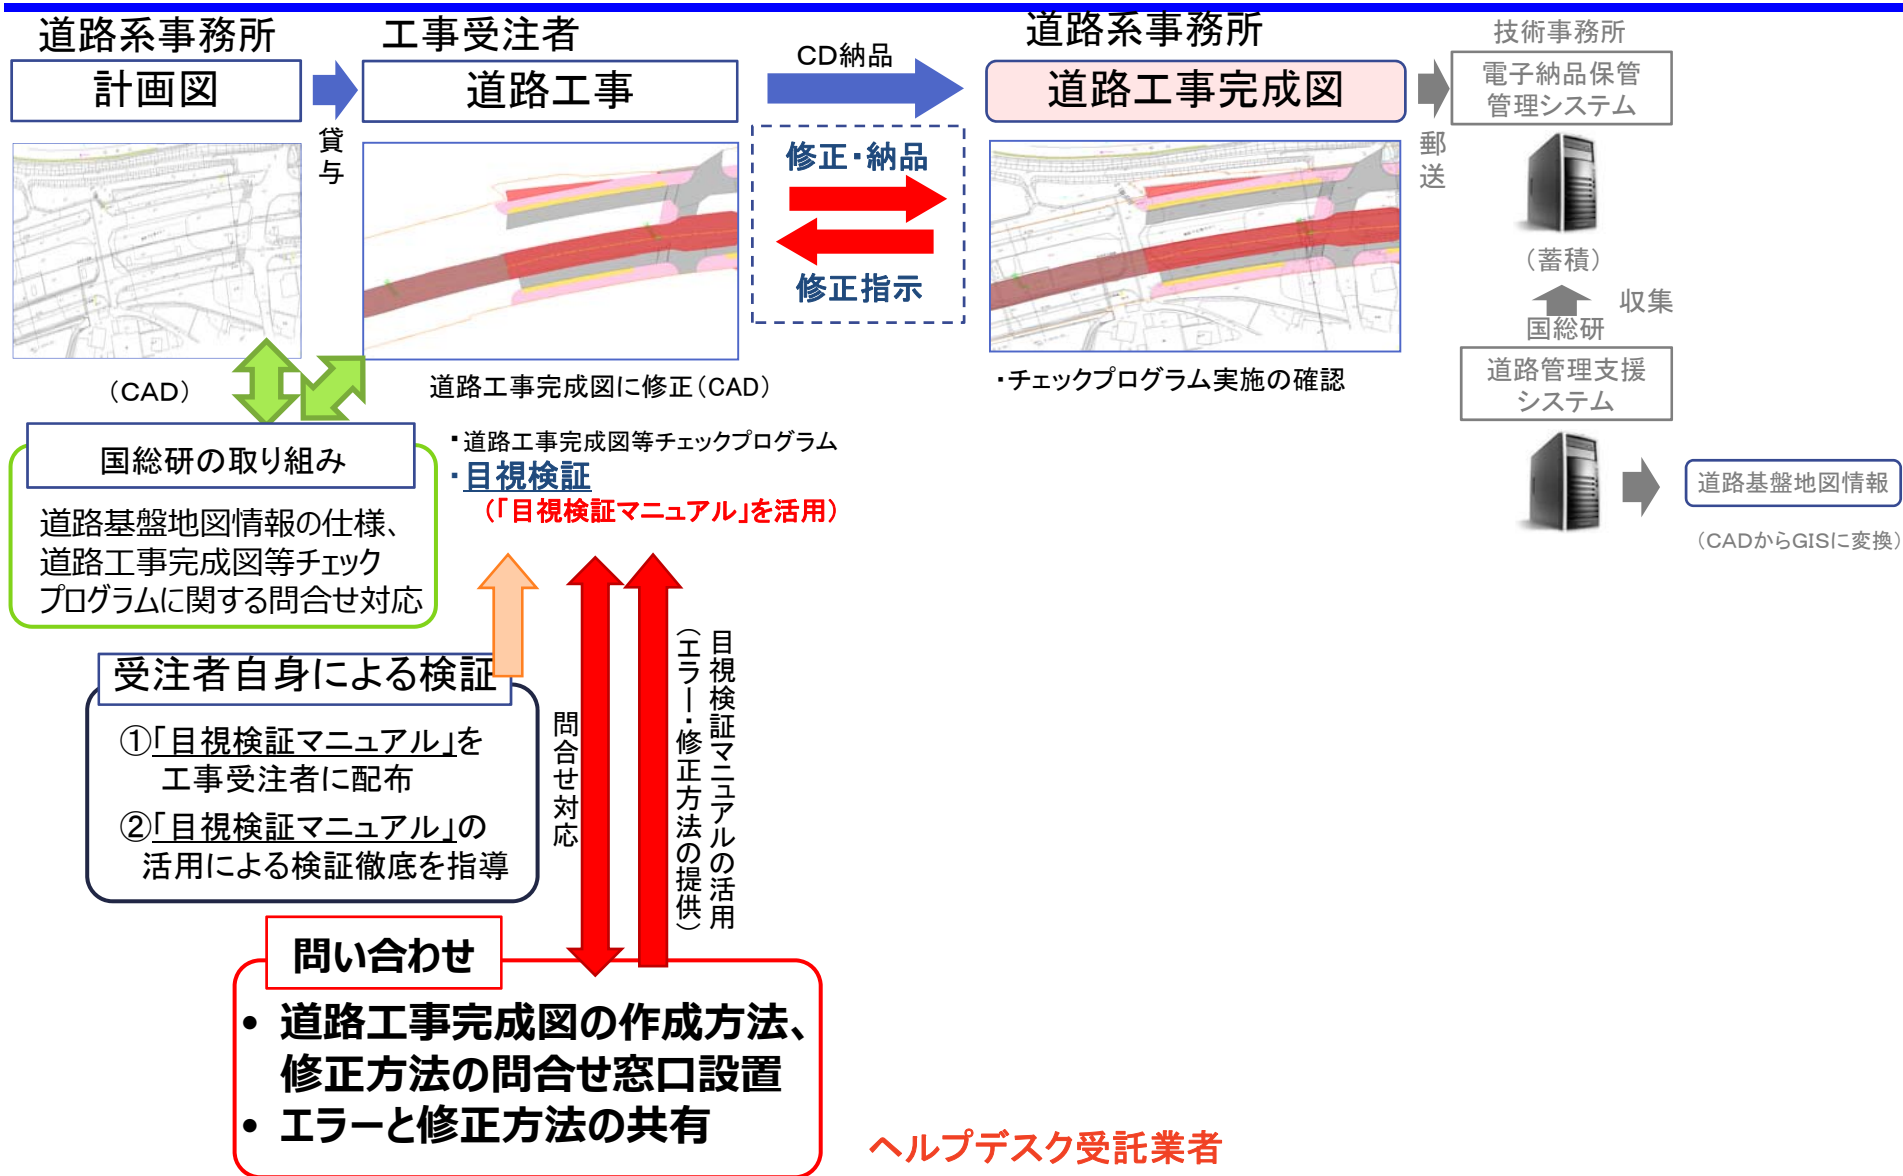 道路系事務所
計画図
貸与
(CAD)
工事受注者
道路工事
道路工事完成図に修正(CAD)
・道路工事完成図等チェックプログラム
・目視検証
(「目視検証マニュアル」を活用)
CD納品
修正・納品
修正指示
道路系事務所
道路工事完成図
・チェックプログラム実施の確認
郵送
技術事務所
電子納品保管
管理システム
(蓄積)
収集
国総研
道路管理支援
システム
道路基盤地図情報
(CADからGISに変換)
国総研の取り組み
道路基盤地図情報の仕様、
道路工事完成図等チェック
プログラムに関する問合せ対応
受注者自身による検証
①「目視検証マニュアル」を
工事受注者に配布
②「目視検証マニュアル」の
活用による検証徹底を指導
問合せ対応
目視検証マニュアルの活用
(エラー・修正方法の提供)
問い合わせ
• 道路工事完成図の作成方法、
修正方法の問合せ窓口設置
• エラーと修正方法の共有
ヘルプデスク受託業者